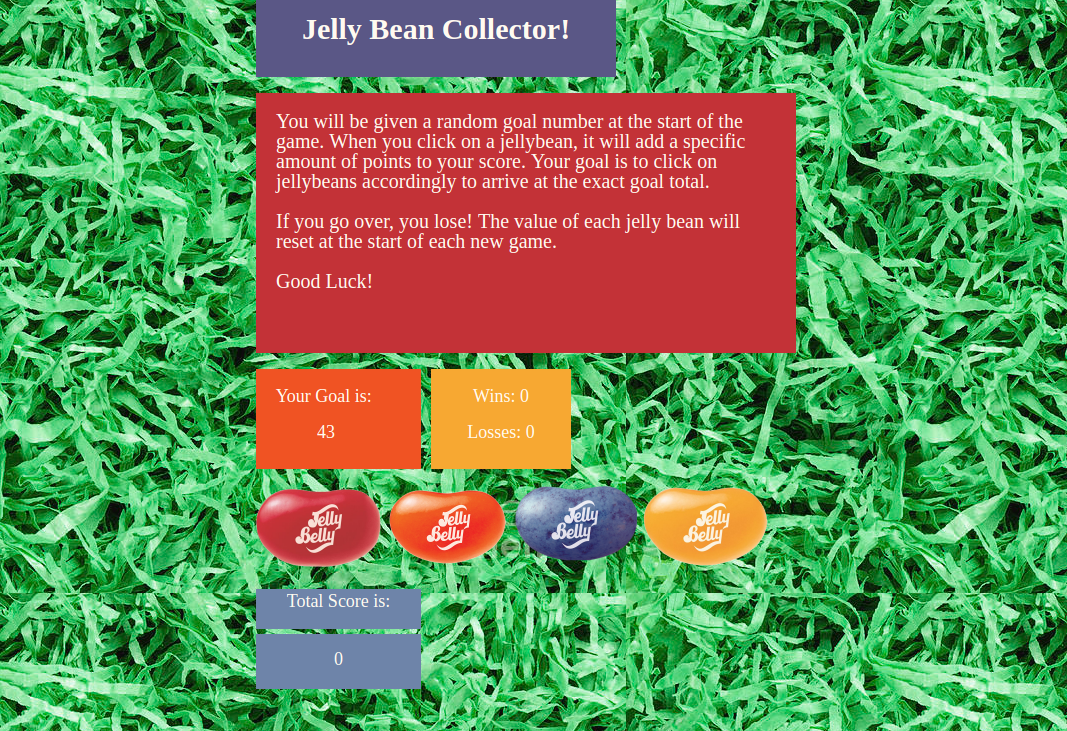 Jelly Bean Collector!
You will be given a random goal number at the start of the
game. When you click on a jellybean, it will add a specific
amount of points to your score. Your goal is to click on
jellybeans accordingly to arrive at the exact goal total.
If you go over, you lose! The value of each jelly bean will
reset at the start of each new game.
Good Luck!
Your Goal is:
43
Wins: 0
Losses: 0
Jelly
Belly
Jelly
Belly
Jelly
Belly
Jelly
Belly
Total Score is:
0